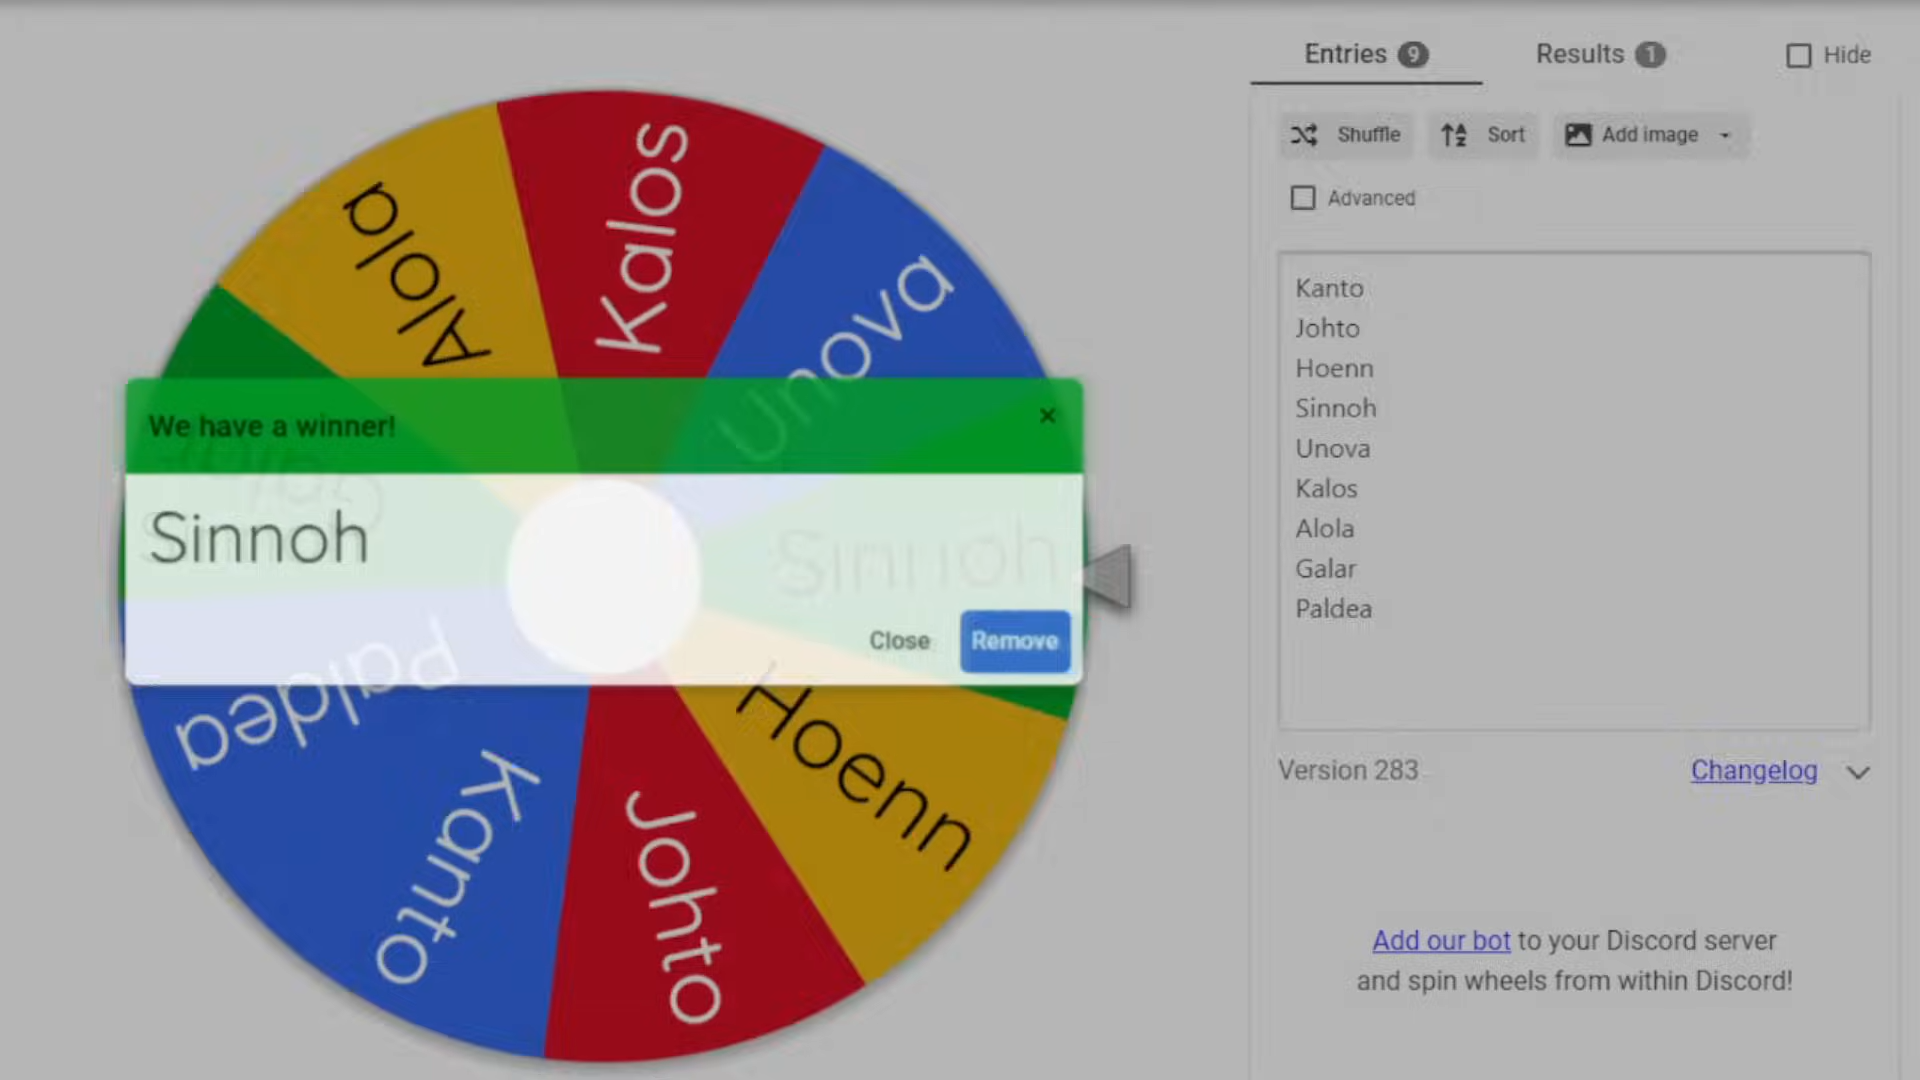 Entries 9
Results 1
Hide
Shuffle
Sort
Add image
Advanced
Kanto
Johto
Hoenn
Sinnoh
Unova
Kalos
Alola
Galar
Paldea
Version 283
Changelog
Add our bot to your Discord server
and spin wheels from within Discord!
Kalos
Alola
Unova
We have a winner!
×
Galar
Sinnoh
Sinnoh
Close
Remove
Paldea
Hoenn
Kanto
Johto